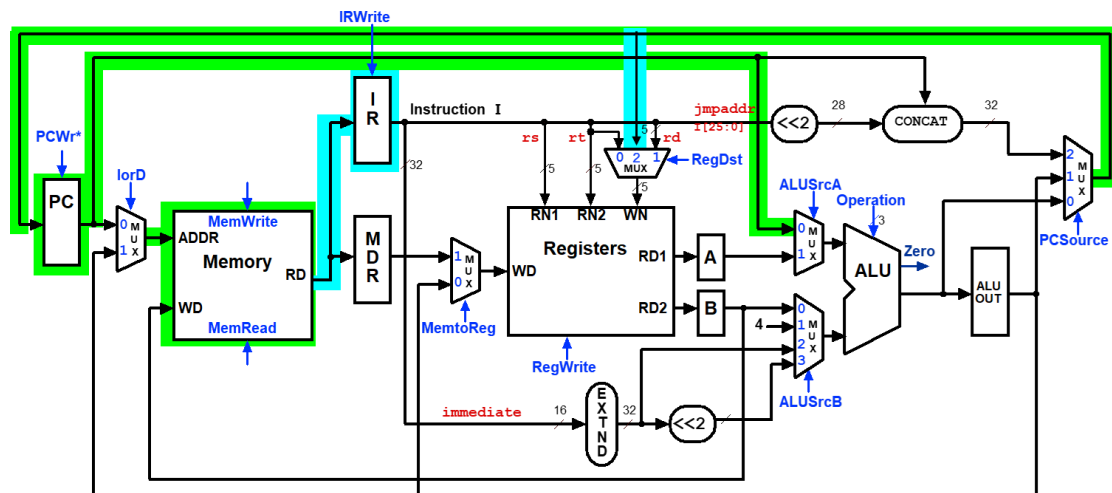 IRWrite
PCWr*
IorD
PC
0 M U X 1
MemWrite
ADDR
Memory
RD
WD
MemRead
I R
Instruction I
32
M D R
1 M U X 0
MemtoReg
rs
rt
rd
5
0 2 1
MUX
RegDst
5
5
5
RN1
RN2
WN
Registers
WD
RD1
RD2
RegWrite
A
B
4
immediate
16
E X T N D
32
<<2
jmpaddr
I[25:0]
<<2
28
CONCAT
32
ALUSrcA
0 M U X 1
0 1 M U X 2 3
ALUSrcB
Operation
3
ALU
Zero
ALU
OUT
2 M U 1 X 0
PCSource